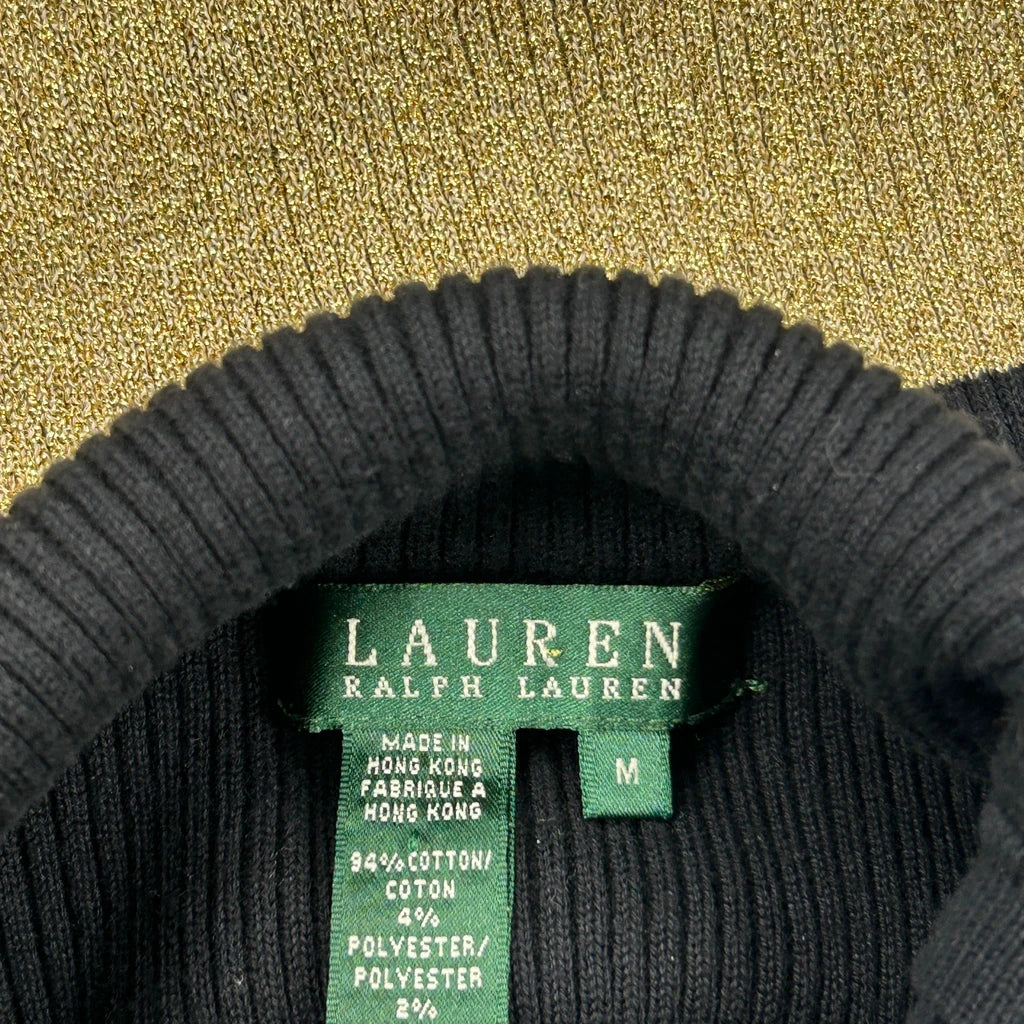 LAUREN
RALPH LAUREN
MADE IN
HONG KONG
FABRIQUE A
HONG KONG
M
94% COTTON/
COTON
4%
POLYESTER/
POLYESTER
2%